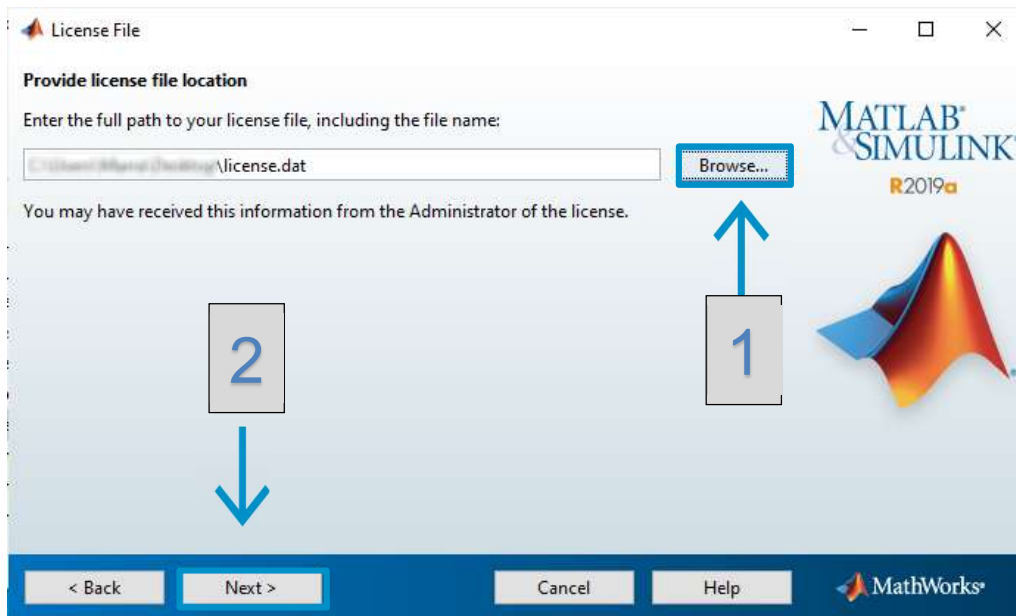 License File
Provide license file location
Enter the full path to your license file, including the file name:
\license.dat
Browse...
You may have received this information from the Administrator of the license.
MATLAB®
&SIMULINK®
R2019a
2
1
< Back
Next >
Cancel
Help
MathWorks®